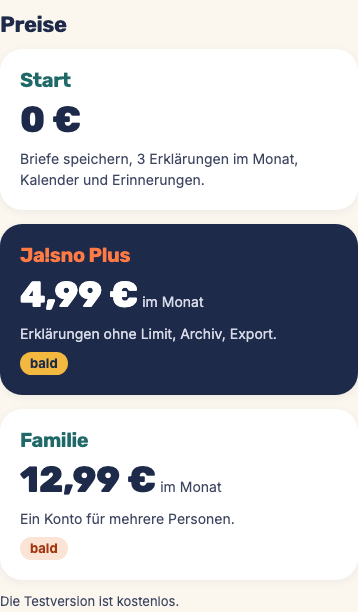 Preise
Start
0 €
Briefe speichern, 3 Erklärungen im Monat,
Kalender und Erinnerungen.
Jalsno Plus
4,99 € im Monat
Erklärungen ohne Limit, Archiv, Export.
bald
Familie
12,99 € im Monat
Ein Konto für mehrere Personen.
bald
Die Testversion ist kostenlos.